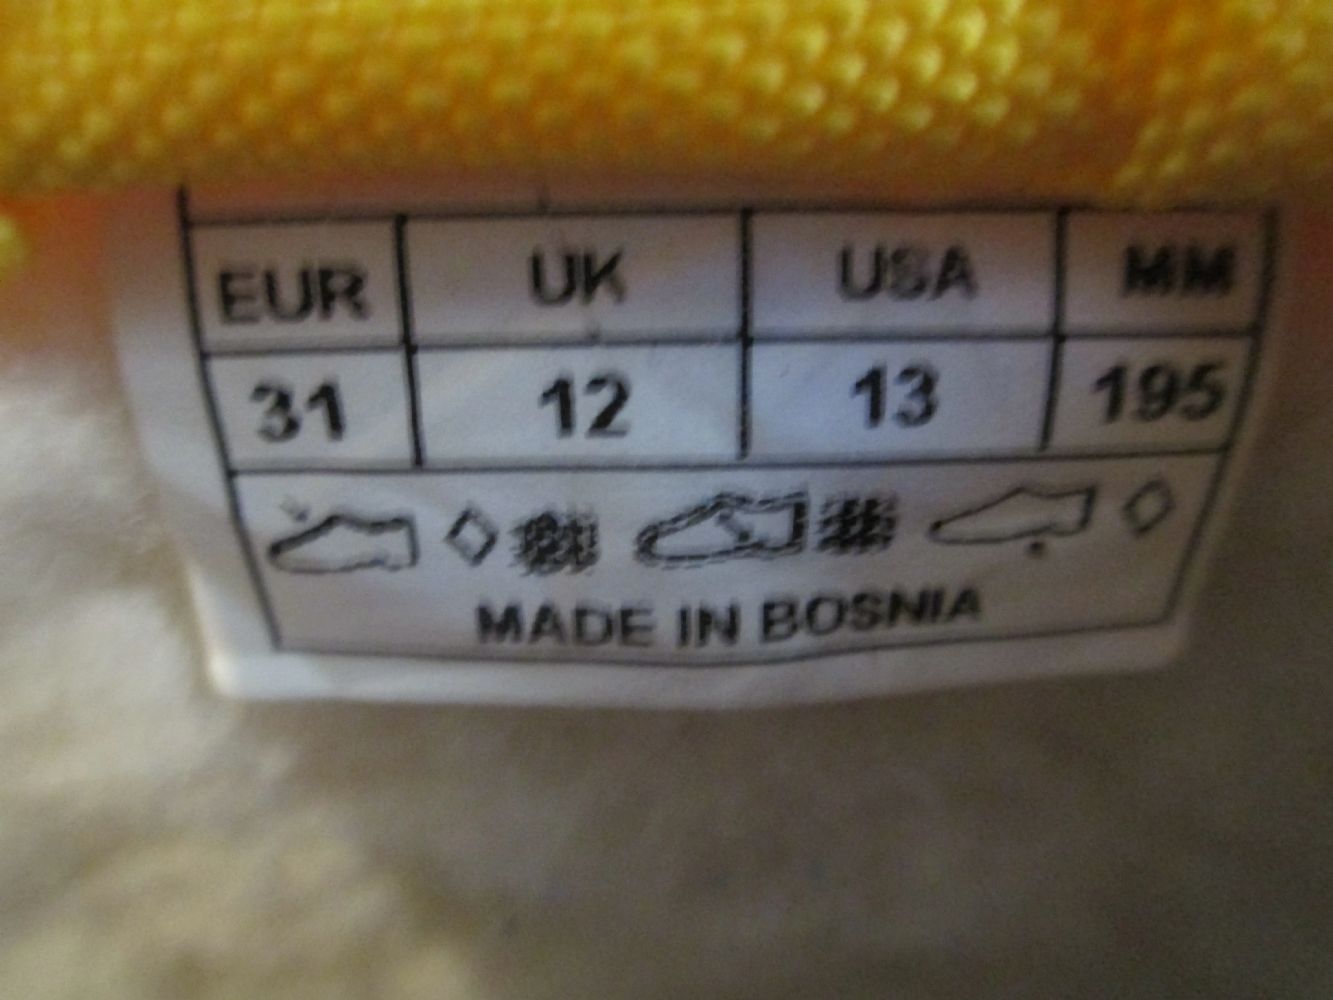 EUR UK USA MM
31 12 13 195
MADE IN BOSNIA